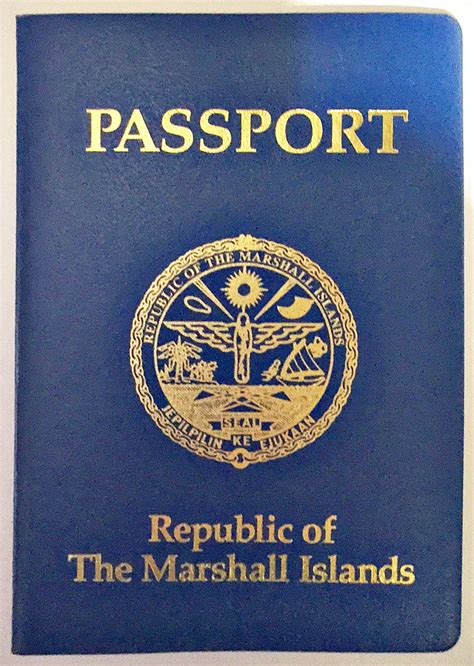 PASSPORT
REPUBLIC OF THE MARSHALL ISLANDS
SEAL
JEPILPILIN KE EJUKAAN
Republic of
The Marshall Islands